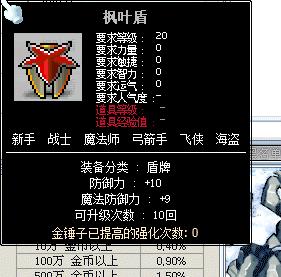 枫叶盾
要求等级 : 20
要求力量 : 0
要求敏捷 : -
要求智力 : -
要求运气 : -
要求人气度 : -
道具等级 : -
道具经验值 : -
新手 战士 魔法师 弓箭手 飞侠 海盗
装备分类 : 盾牌
防御力 : +10
魔法防御力 : +9
可升级次数 : 10回
金锤子已提高的强化次数: 0
10万 金币以上 0,40%
100万 金币以上 0,90%
500万 金币以上 1,50%